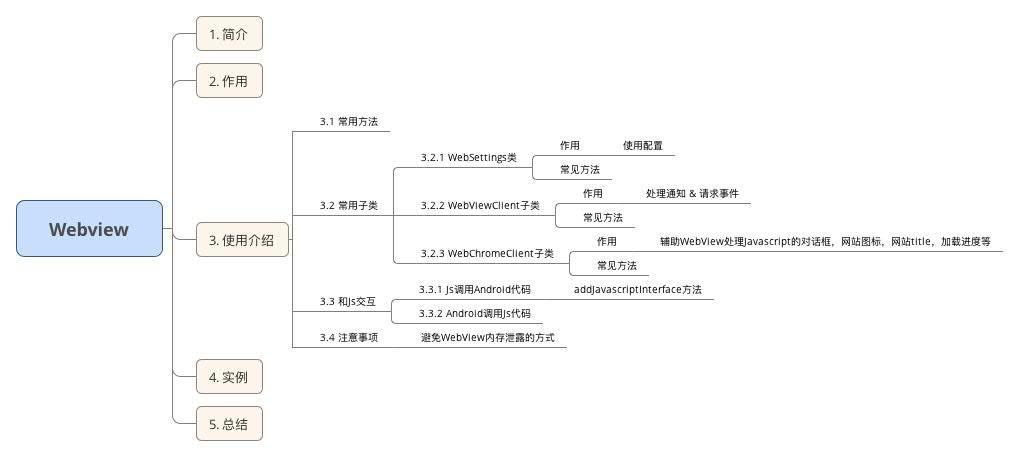 Webview
1. 简介
2. 作用
3. 使用介绍
3.1 常用方法
3.2 常用子类
3.2.1 WebSettings类
作用
使用配置
常见方法
3.2.2 WebViewClient子类
作用
处理通知 & 请求事件
常见方法
3.2.3 WebChromeClient子类
作用
辅助WebView处理Javascript的对话框，网站图标，网站title，加载进度等
常见方法
3.3 和Js交互
3.3.1 Js调用Android代码
addJavascriptInterface方法
3.3.2 Android调用Js代码
3.4 注意事项
避免WebView内存泄露的方式
4. 实例
5. 总结